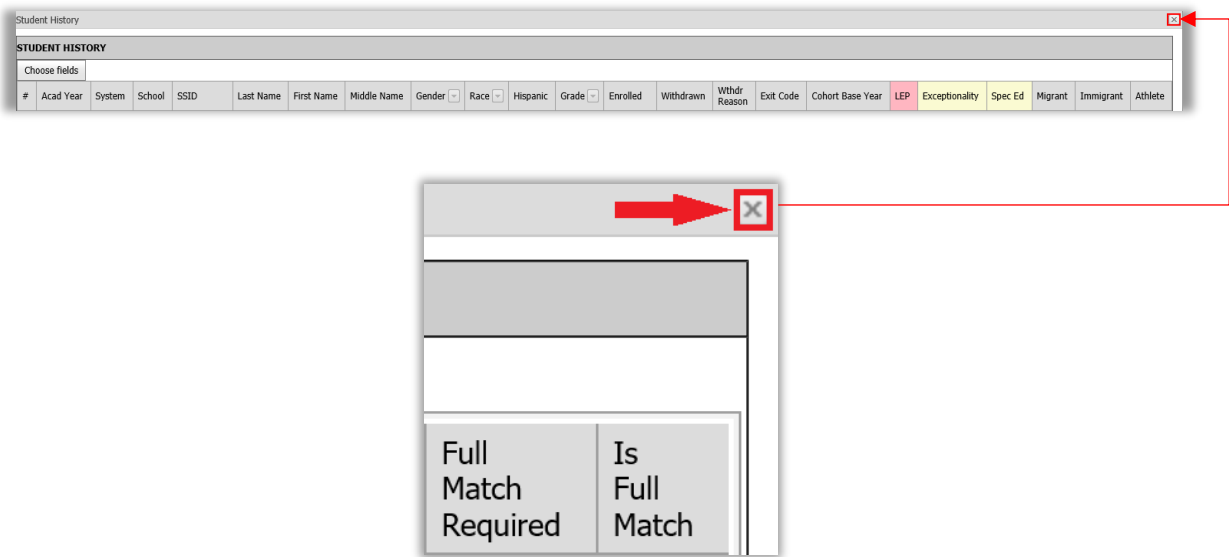 Student History
STUDENT HISTORY
Choose fields
# Acad Year System School SSID Last Name First Name Middle Name Gender Race Hispanic Grade Enrolled Withdrawn Wthdr Reason Exit Code Cohort Base Year LEP Exceptionality Spec Ed Migrant Immigrant Athlete
Full Is
Match Full
Required Match